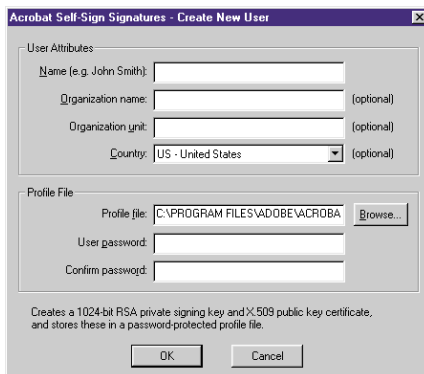 Acrobat Self-Sign Signatures - Create New User
User Attributes
Name (e.g. John Smith):
Organization name: (optional)
Organization unit: (optional)
Country: US - United States (optional)
Profile File
Profile file: C:\PROGRAM FILES\ADOBE\ACROBA Browse...
User password:
Confirm password:
Creates a 1024-bit RSA private signing key and X.509 public key certificate,
and stores these in a password-protected profile file.
OK Cancel